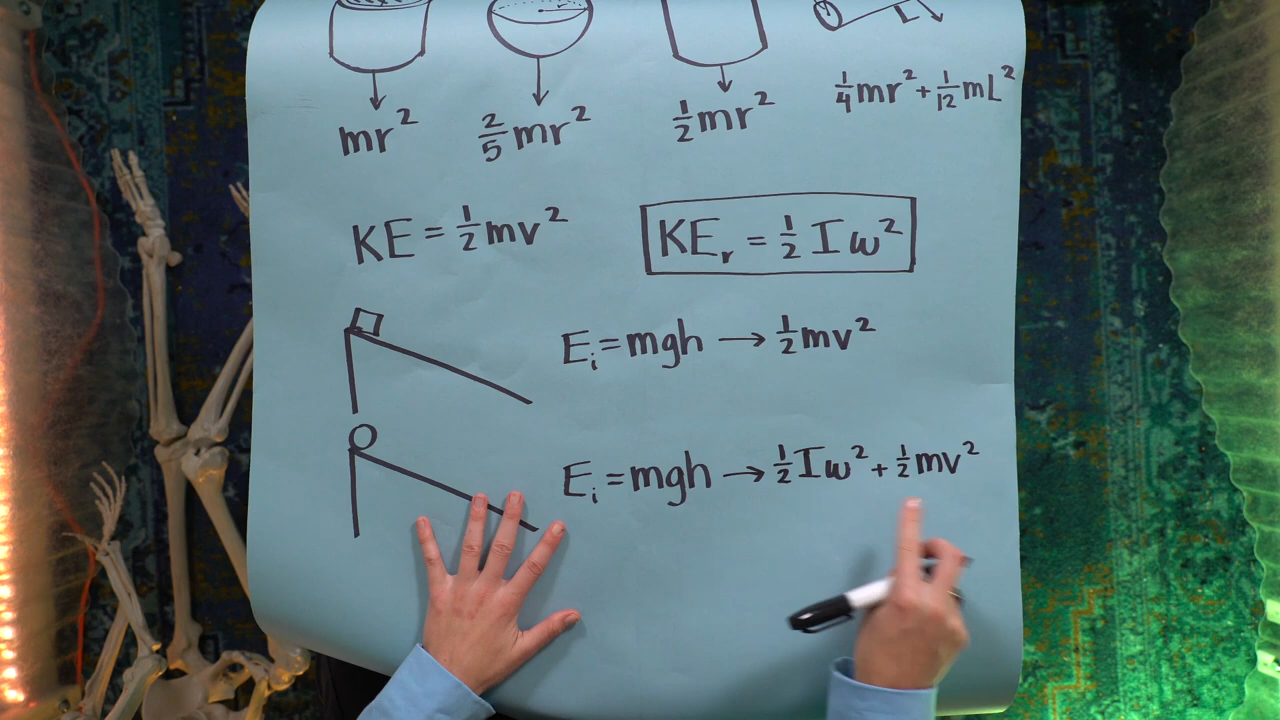 mr² 2/5 mr² 1/2 mr² 1/4 mr² + 1/12 mL²
L
KE = 1/2 mv² KEᵣ = 1/2 Iω²
Eᵢ = mgh → 1/2 mv²
Eᵢ = mgh → 1/2 Iω² + 1/2 mv²